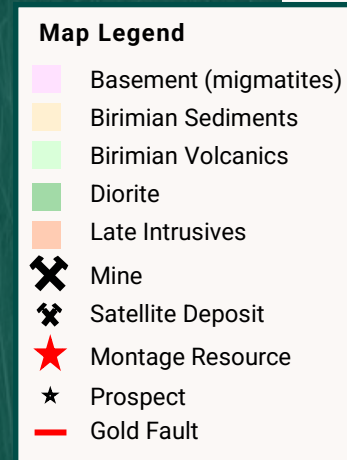 Map Legend
Basement (migmatites)
Birimian Sediments
Birimian Volcanics
Diorite
Late Intrusives
Mine
Satellite Deposit
Montage Resource
Prospect
Gold Fault